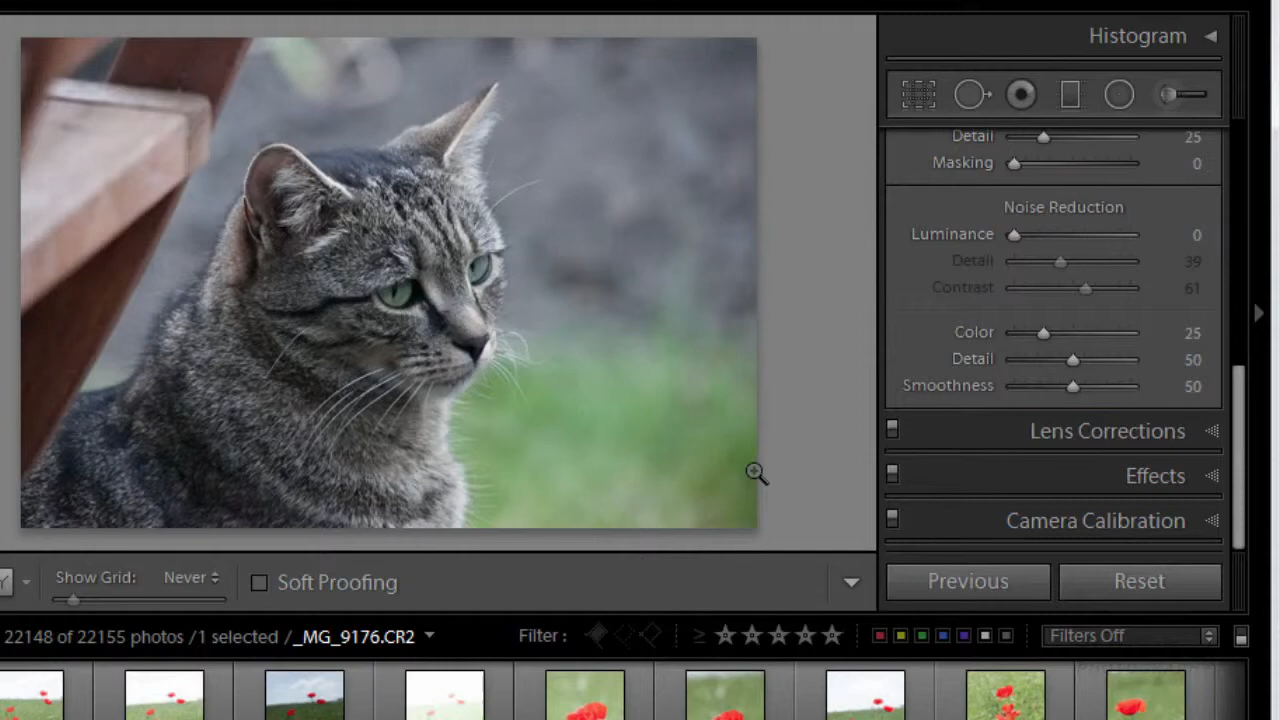 Histogram
Detail 25
Masking 0
Noise Reduction
Luminance 0
Detail 39
Contrast 61
Color 25
Detail 50
Smoothness 50
Lens Corrections
Effects
Camera Calibration
Y Show Grid: Never Soft Proofing
Previous Reset
22148 of 22155 photos /1 selected /_MG_9176.CR2 Filter : ≥ Filters Off